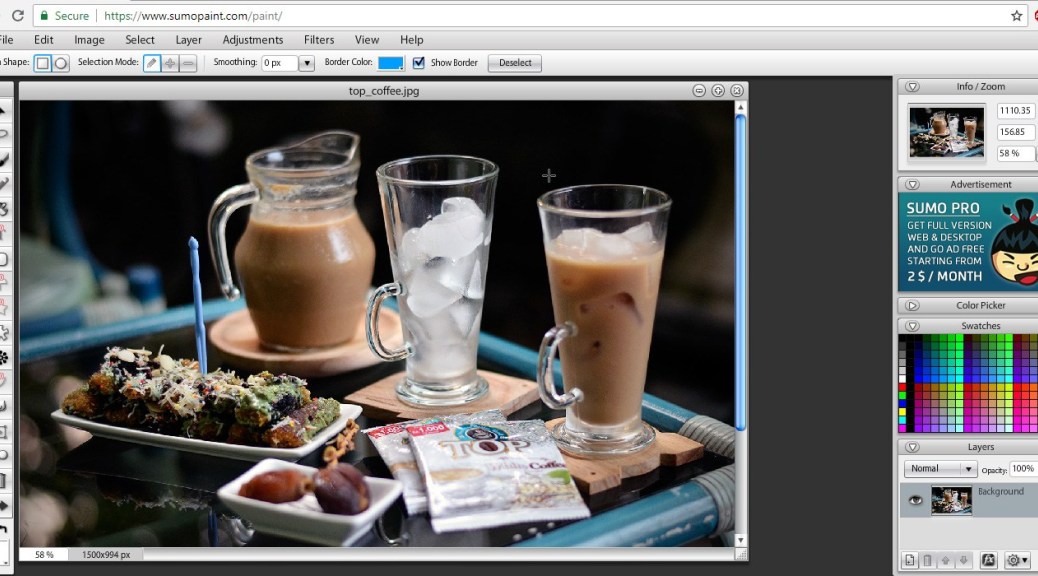 Secure
https://www.sumopaint.com/paint/
File Edit Image Select Layer Adjustments Filters View Help
Shape: Selection Mode: Smoothing: 0 px Border Color: Show Border Deselect
top_coffee.jpg
Info / Zoom
1110.35
156.85
58 %
Advertisement
SUMO PRO
GET FULL VERSION
WEB & DESKTOP
AND GO AD FREE
STARTING FROM
2 $ / MONTH
Color Picker
Swatches
Layers
Normal Opacity: 100%
Background
TOP
Coffee
58 % 1500x994 px